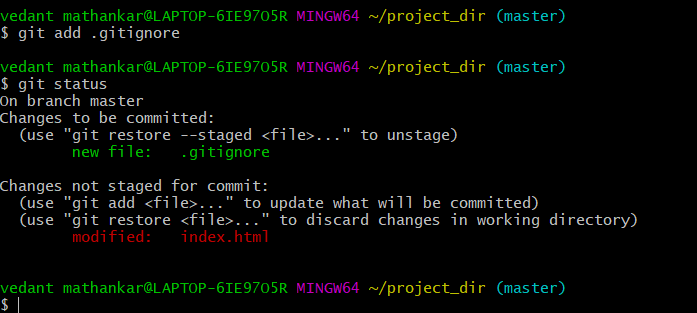 vedant mathankar@LAPTOP-6IE97O5R MINGW64 ~/project_dir (master)
$ git add .gitignore

vedant mathankar@LAPTOP-6IE97O5R MINGW64 ~/project_dir (master)
$ git status
On branch master
Changes to be committed:
  (use "git restore --staged <file>..." to unstage)
        new file:   .gitignore

Changes not staged for commit:
  (use "git add <file>..." to update what will be committed)
  (use "git restore <file>..." to discard changes in working directory)
        modified:   index.html


vedant mathankar@LAPTOP-6IE97O5R MINGW64 ~/project_dir (master)
$